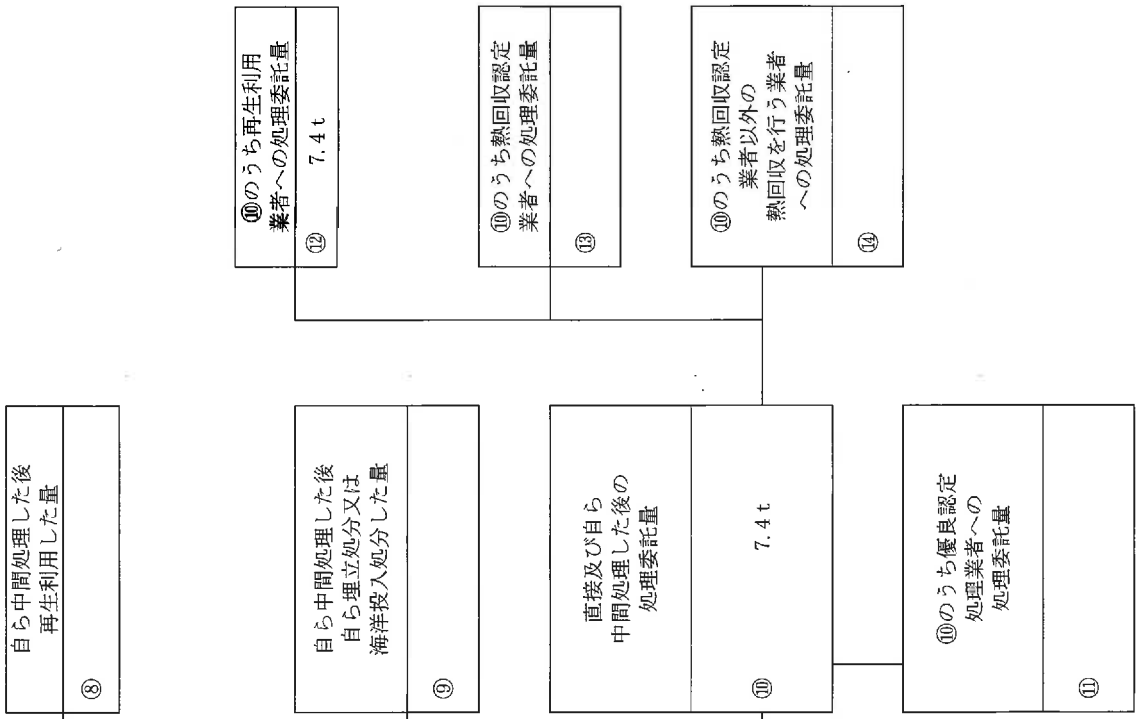 自ら中間処理した後
再生利用した量
⑧
自ら中間処理した後
自ら埋立処分又は
海洋投入処分した量
⑨
直接及び自ら
中間処理した後の
処理委託量
⑩ 7.4t
⑩のうち優良認定
処理業者への
処理委託量
⑪
⑩のうち再生利用
業者への処理委託量
⑫ 7.4t
⑩のうち熱回収認定
業者への処理委託量
⑬
⑩のうち熱回収認定
業者以外の
熱回収を行う業者
への処理委託量
⑭